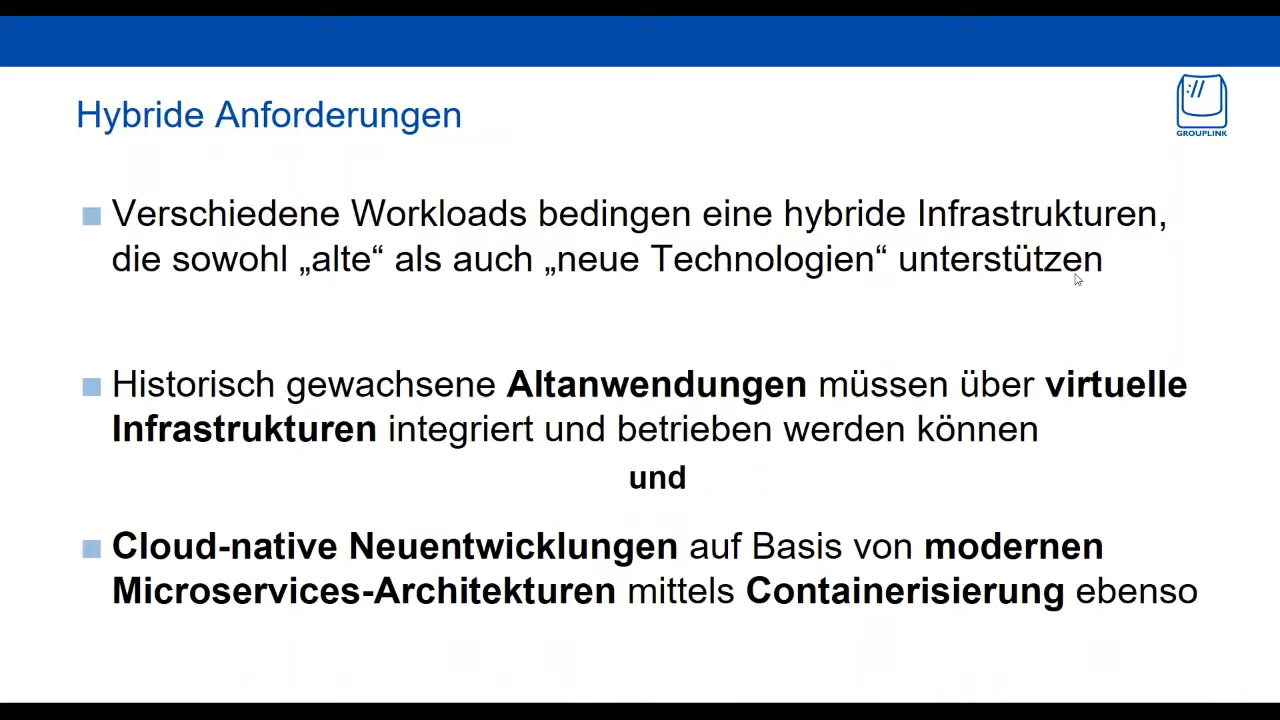 Hybride Anforderungen
://
GROUPLINK
Verschiedene Workloads bedingen eine hybride Infrastrukturen,
die sowohl „alte“ als auch „neue Technologien“ unterstützen
Historisch gewachsene Altanwendungen müssen über virtuelle
Infrastrukturen integriert und betrieben werden können
und
Cloud-native Neuentwicklungen auf Basis von modernen
Microservices-Architekturen mittels Containerisierung ebenso